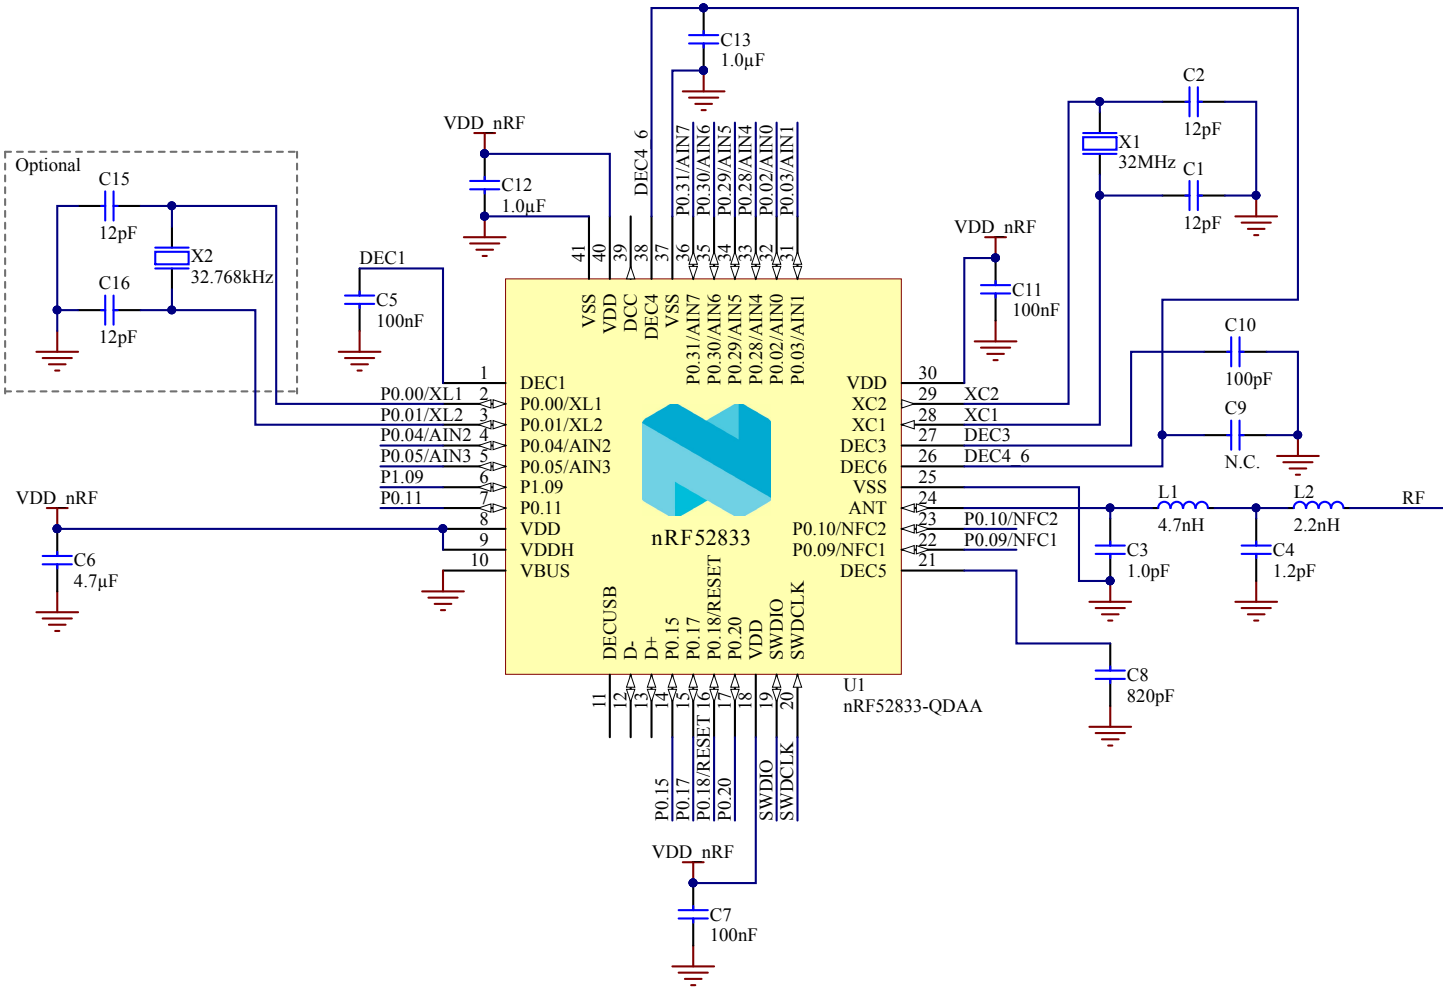 C13
1.0µF
C2
12pF
X1
32MHz
C1
12pF
VDD_nRF
C12
1.0µF
DEC4_6
P0.31/AIN7
P0.30/AIN6
P0.29/AIN5
P0.28/AIN4
P0.02/AIN0
P0.03/AIN1
Optional
C15
12pF
X2
32.768kHz
C16
12pF
DEC1
C5
100nF
VDD_nRF
C11
100nF
C10
100pF
C9
N.C.
41
40
39
38
37
36
35
34
33
32
31
VSS
VDD
DCC
DEC4
VSS
P0.31/AIN7
P0.30/AIN6
P0.29/AIN5
P0.28/AIN4
P0.02/AIN0
P0.03/AIN1
1 DEC1
P0.00/XL1 2 P0.00/XL1
P0.01/XL2 3 P0.01/XL2
P0.04/AIN2 4 P0.04/AIN2
P0.05/AIN3 5 P0.05/AIN3
P1.09 6 P1.09
P0.11 7 P0.11
8 VDD
9 VDDH
10 VBUS
VDD_nRF
C6
4.7µF
nRF52833
VDD 30
XC2 29 XC2
XC1 28 XC1
DEC3 27 DEC3
DEC6 26 DEC4_6
VSS 25
ANT 24
P0.10/NFC2 23 P0.10/NFC2
P0.09/NFC1 22 P0.09/NFC1
DEC5 21
L1
4.7nH
L2
2.2nH
RF
C3
1.0pF
C4
1.2pF
C8
820pF
DECUSB
D-
D+
P0.15
P0.17
P0.18/RESET
P0.20
VDD
SWDIO
SWDCLK
U1
nRF52833-QDAA
11
12
13
14
15
16
17
18
19
20
P0.15
P0.17
P0.18/RESET
P0.20
SWDIO
SWDCLK
VDD_nRF
C7
100nF